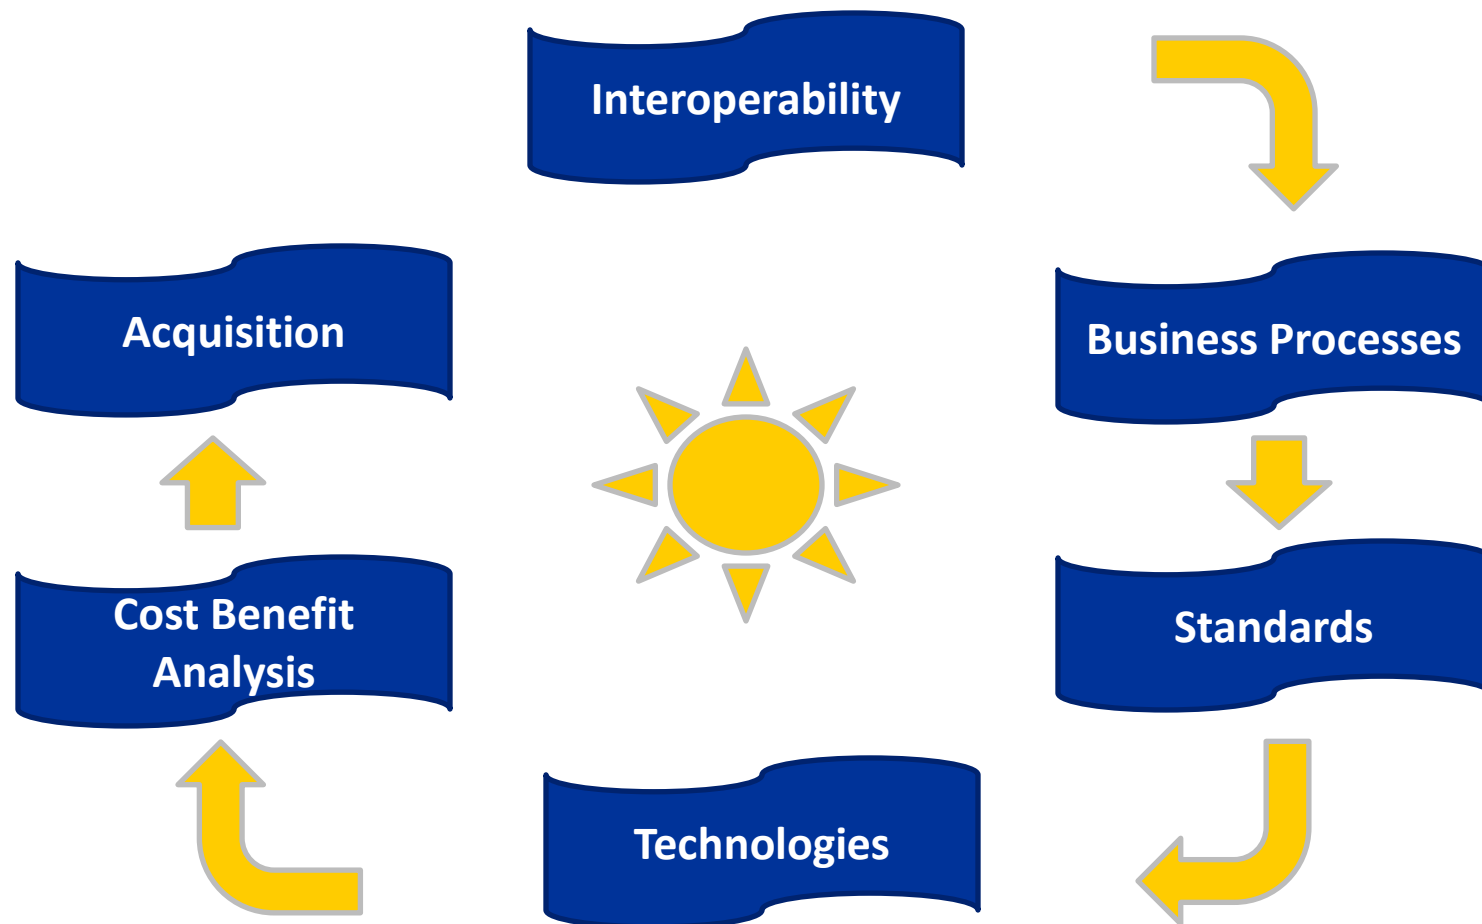 Interoperability
Acquisition
Business Processes
Cost Benefit
Analysis
Standards
Technologies